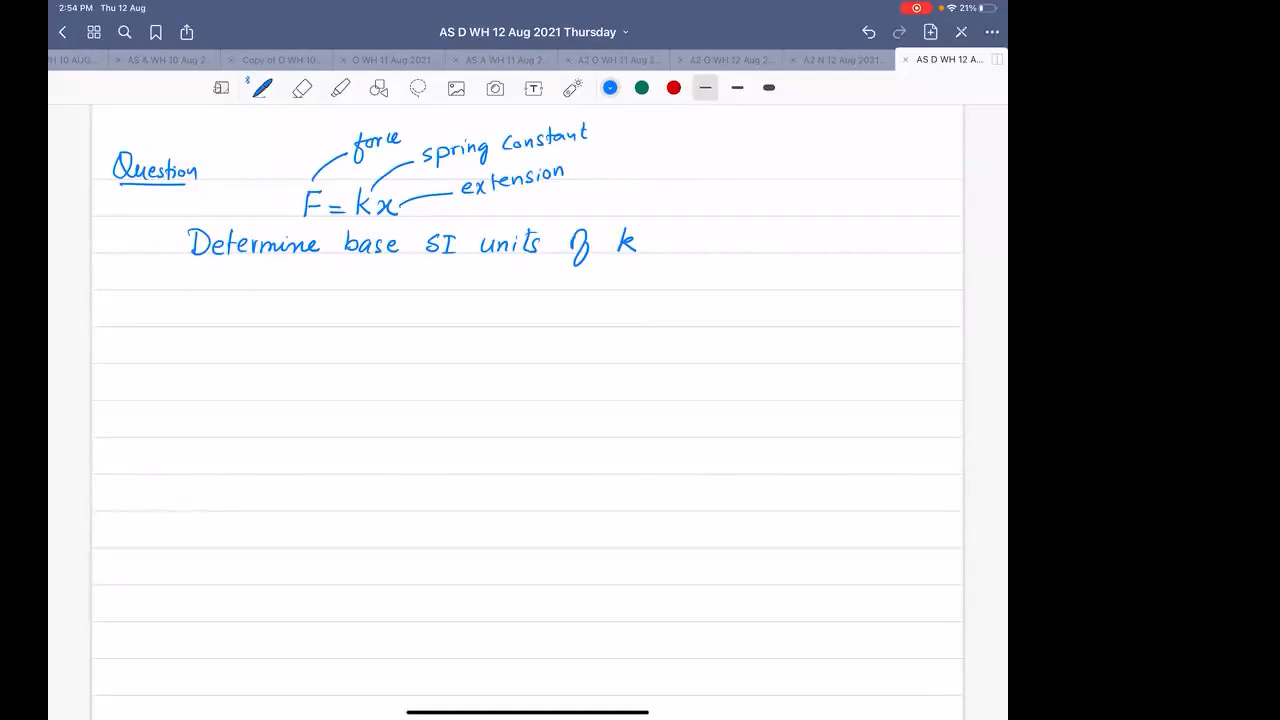 2:54 PM Thu 12 Aug
21%
AS D WH 12 Aug 2021 Thursday
WH 10 AUG...
AS A WH 10 Aug 2...
Copy of O WH 10...
O WH 11 Aug 2021...
AS A WH 11 Aug 2...
A2 O WH 11 Aug 2...
A2 O WH 12 Aug 2...
A2 N 12 Aug 2021...
AS D WH 12 A...
force
spring constant
Question
extension
F = kx
Determine base SI units of k